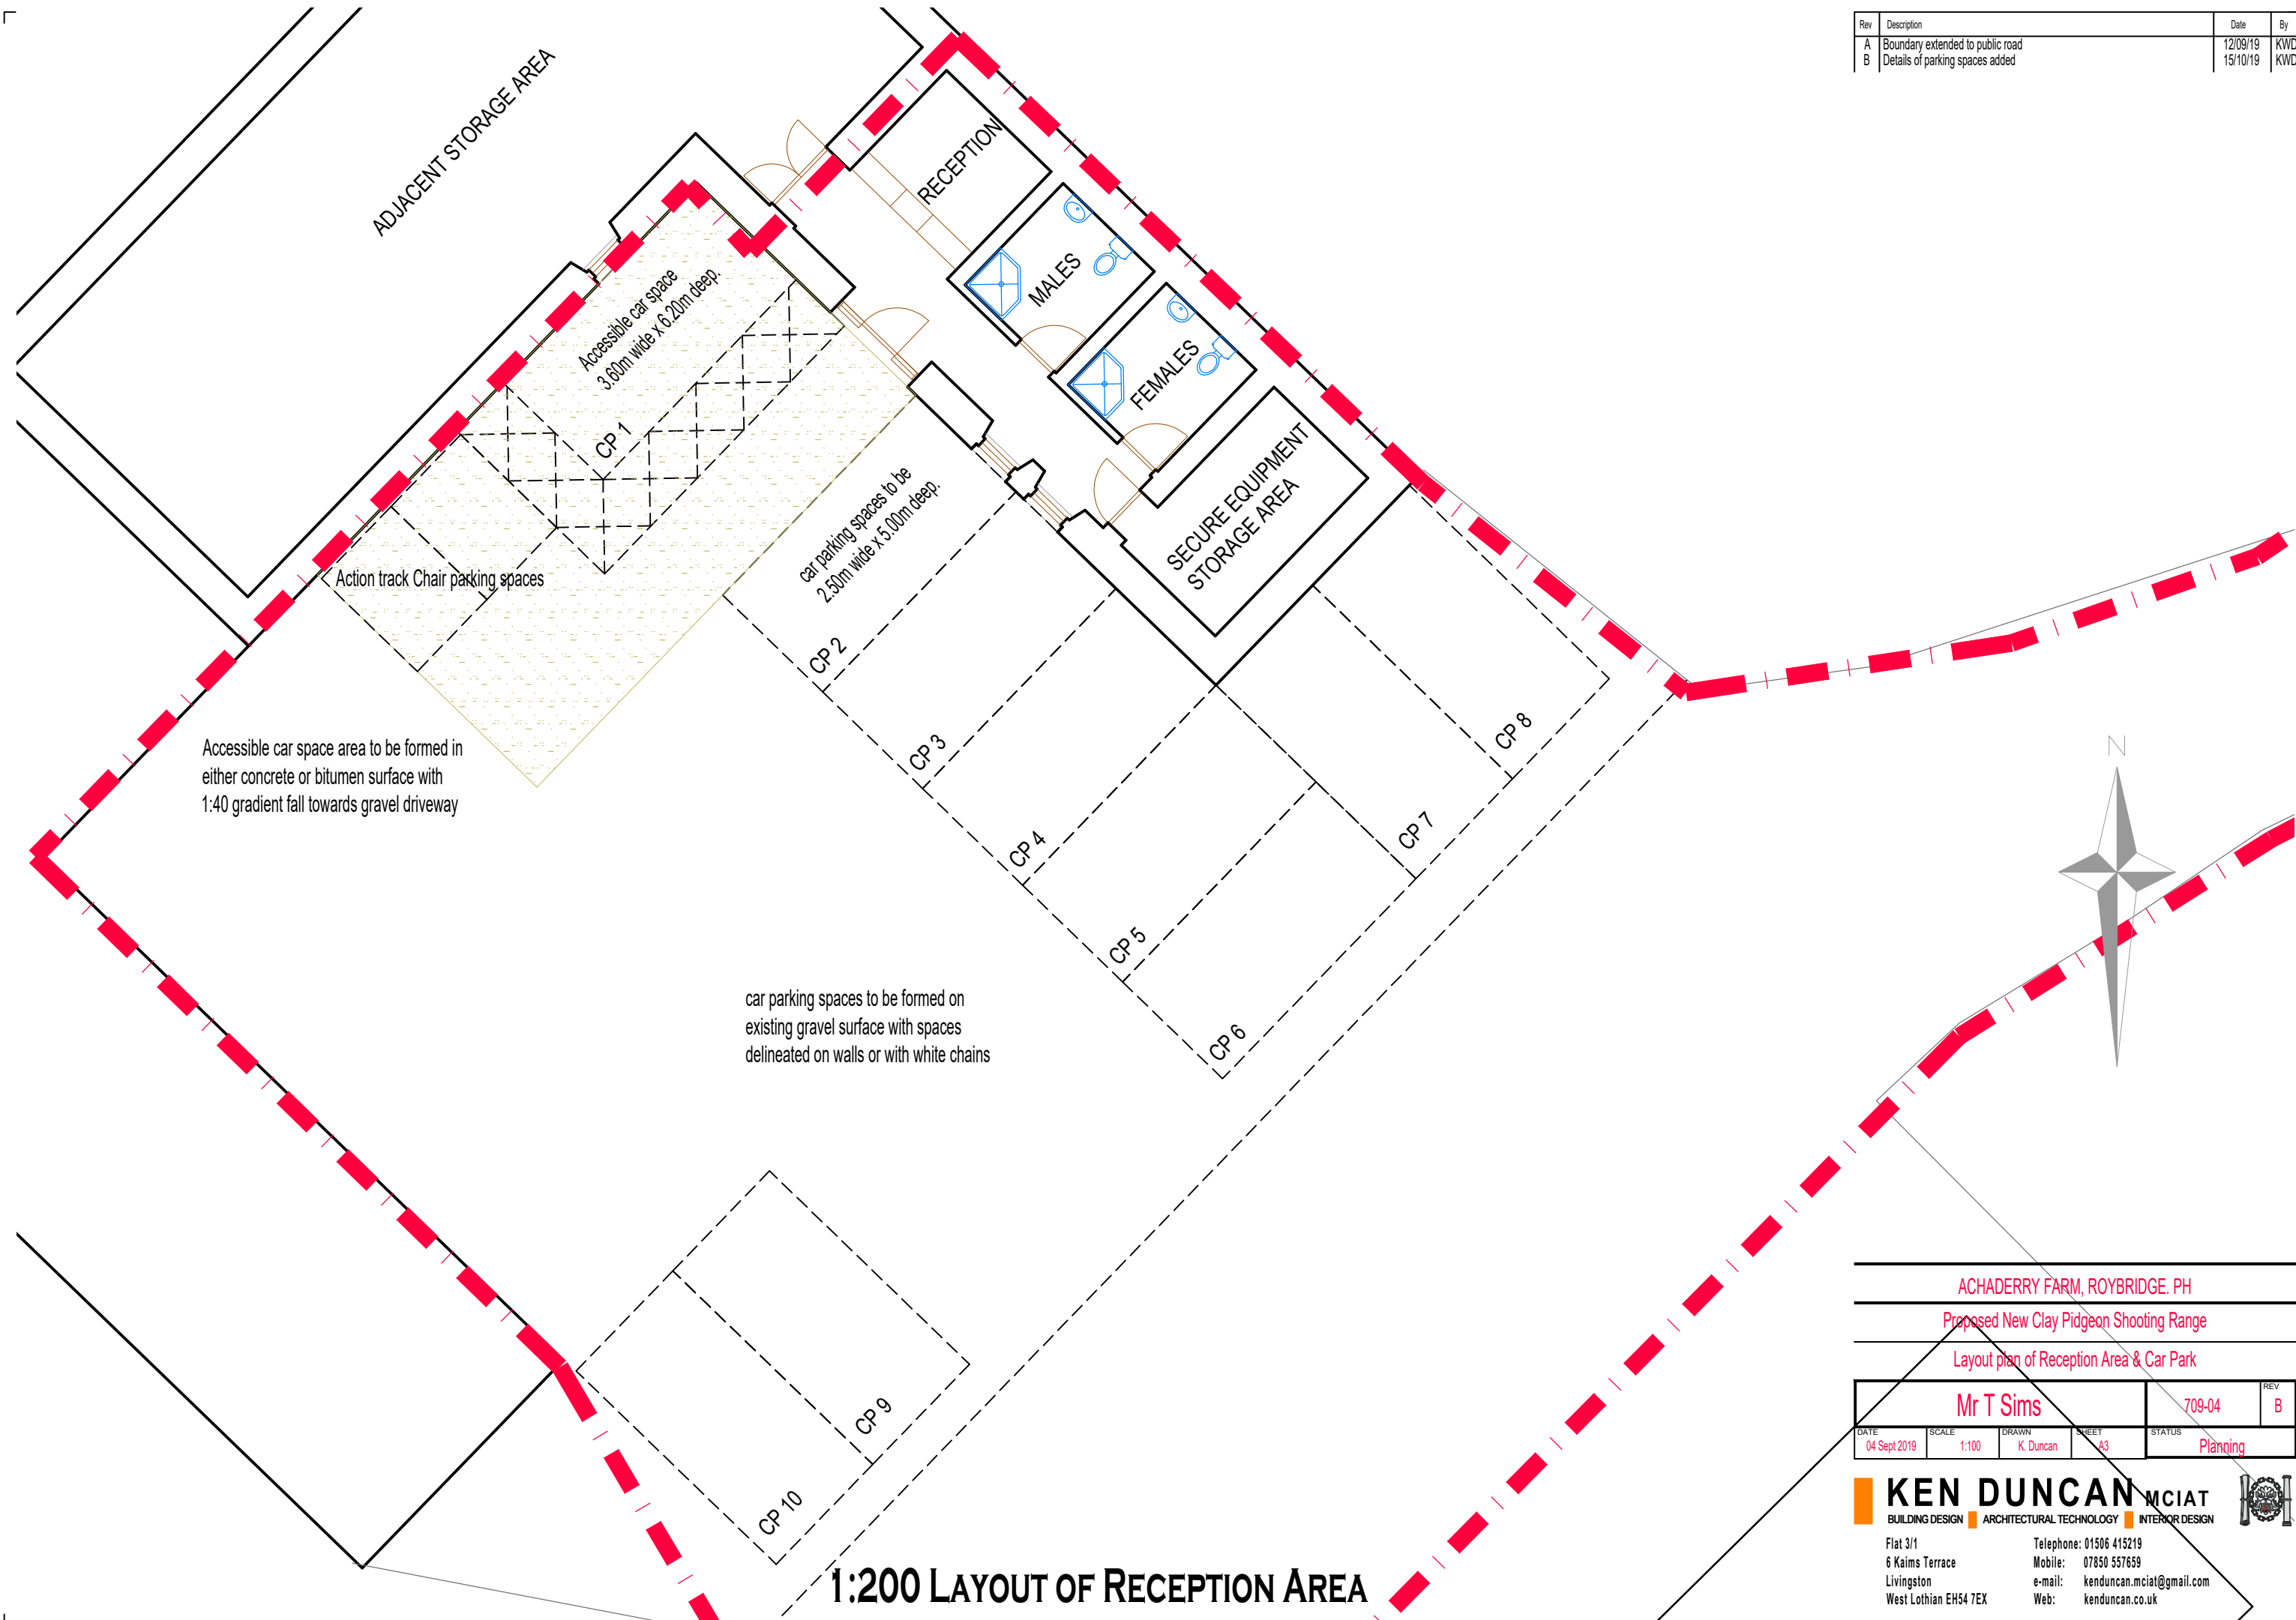 Rev Description Date By
A Boundary extended to public road 12/09/19 KWD
B Details of parking spaces added 15/10/19 KWD
ADJACENT STORAGE AREA
RECEPTION
MALES
FEMALES
SECURE EQUIPMENT
STORAGE AREA
Accessible car space
3.60m wide x 6.20m deep.
CP 1
car parking spaces to be
2.50m wide x 5.00m deep.
Action track Chair parking spaces
CP 2
CP 3
CP 4
CP 5
CP 6
CP 7
CP 8
Accessible car space area to be formed in
either concrete or bitumen surface with
1:40 gradient fall towards gravel driveway
car parking spaces to be formed on
existing gravel surface with spaces
delineated on walls or with white chains
CP 9
CP 10
N
1:200 LAYOUT OF RECEPTION AREA
ACHADERRY FARM, ROYBRIDGE. PH
Proposed New Clay Pidgeon Shooting Range
Layout plan of Reception Area & Car Park
Mr T Sims 709-04 REV B
DATE SCALE DRAWN SHEET STATUS
04 Sept 2019 1:100 K. Duncan A3 Planning
KEN DUNCAN MCIAT
BUILDING DESIGN ARCHITECTURAL TECHNOLOGY INTERIOR DESIGN
Flat 3/1 Telephone: 01506 415219
6 Kaims Terrace Mobile: 07850 557659
Livingston e-mail: kenduncan.mciat@gmail.com
West Lothian EH54 7EX Web: kenduncan.co.uk